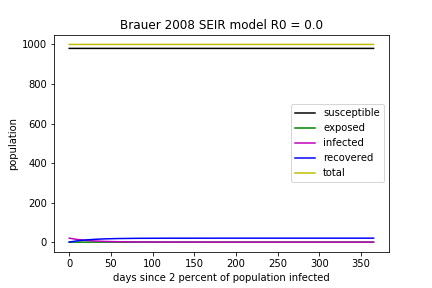 Brauer 2008 SEIR model R0 = 0.0
population
1000
800
600
400
200
0
susceptible
exposed
infected
recovered
total
0 50 100 150 200 250 300 350
days since 2 percent of population infected